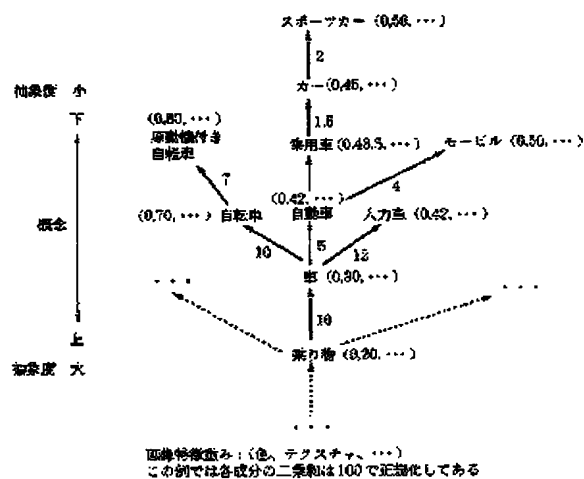 スポーツカー (0.56, …)
2
抽象度 小
カー (0.45, …)
下
(0.80, …)
1.5
原動機付き
自転車
乗用車 (0.43.5, …)
モービル (0.50, …)
7
4
(0.42, …)
概念
(0.70, …) 自転車
自動車
人力車 (0.42, …)
10
5
12
…
車 (0.30, …)
…
上
10
抽象度 大
乗り物 (0.20, …)
…
画像特徴重み:(色、テクスチャ、…)
この例では各成分の二乗和は100で正規化してある